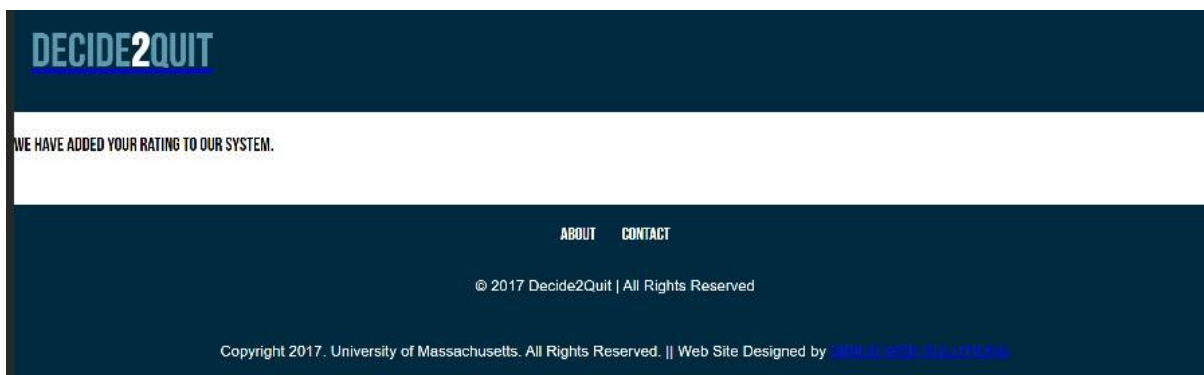 DECIDE2QUIT
WE HAVE ADDED YOUR RATING TO OUR SYSTEM.
ABOUT CONTACT
© 2017 Decide2Quit | All Rights Reserved
Copyright 2017. University of Massachusetts. All Rights Reserved. || Web Site Designed by